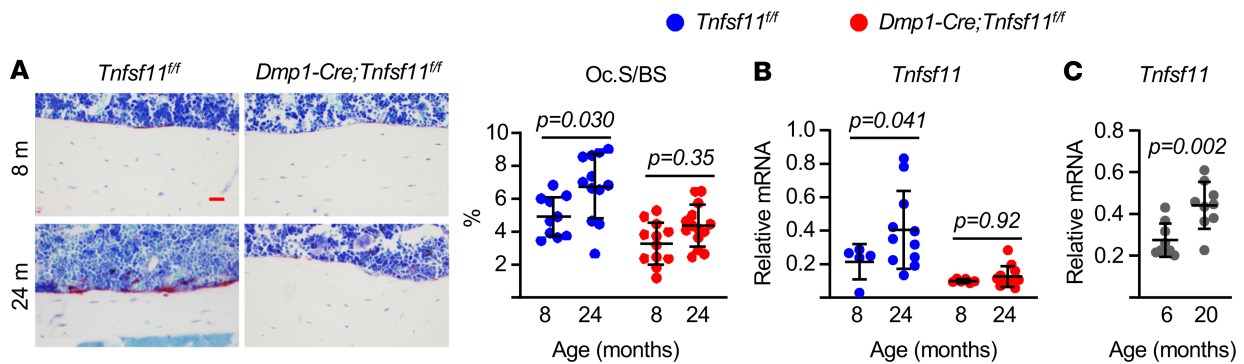 Tnfsf11f/f Dmp1-Cre;Tnfsf11f/f
A
Tnfsf11f/f
Dmp1-Cre;Tnfsf11f/f
8 m
24 m
Oc.S/BS
%
10
8
6
4
2
p=0.030
p=0.35
8 24 8 24
Age (months)
B
Tnfsf11
Relative mRNA
1.0
0.8
0.6
0.4
0.2
p=0.041
p=0.92
8 24 8 24
Age (months)
C
Tnfsf11
Relative mRNA
0.8
0.6
0.4
0.2
p=0.002
6 20
Age (months)